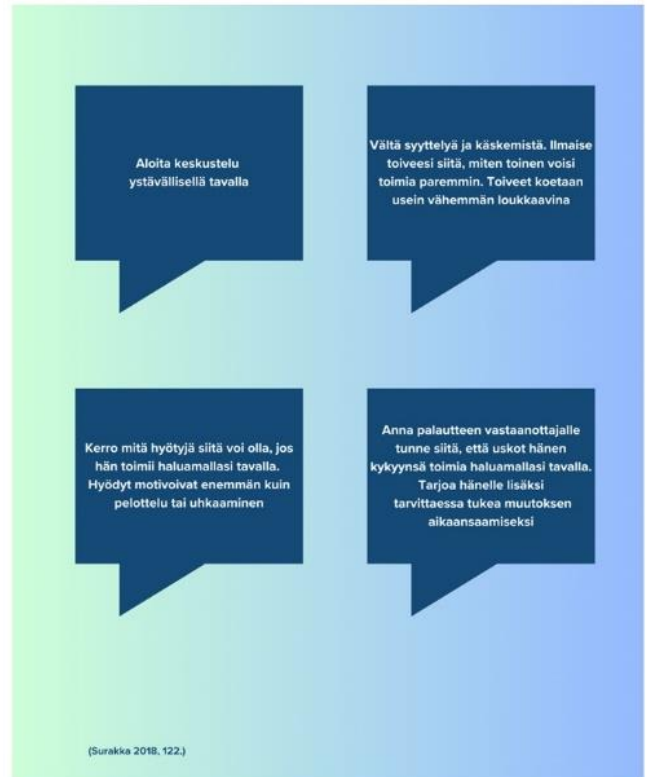 Aloita keskustelu
ystävällisellä tavalla
Vältä syyttelyä ja käskemistä. Ilmaise
toiveesi siitä, miten toinen voisi
toimia paremmin. Toiveet koetaan
usein vähemmän loukkaavina
Kerro mitä hyötyjä siitä voi olla, jos
hän toimii haluamallasi tavalla.
Hyödyt motivoivat enemmän kuin
pelottelu tai uhkaaminen
Anna palautteen vastaanottajalle
tunne siitä, että uskot hänen
kykyynsä toimia haluamallasi tavalla.
Tarjoa hänelle lisäksi
tarvittaessa tukea muutoksen
aikaansaamiseksi
(Surakka 2018, 122.)